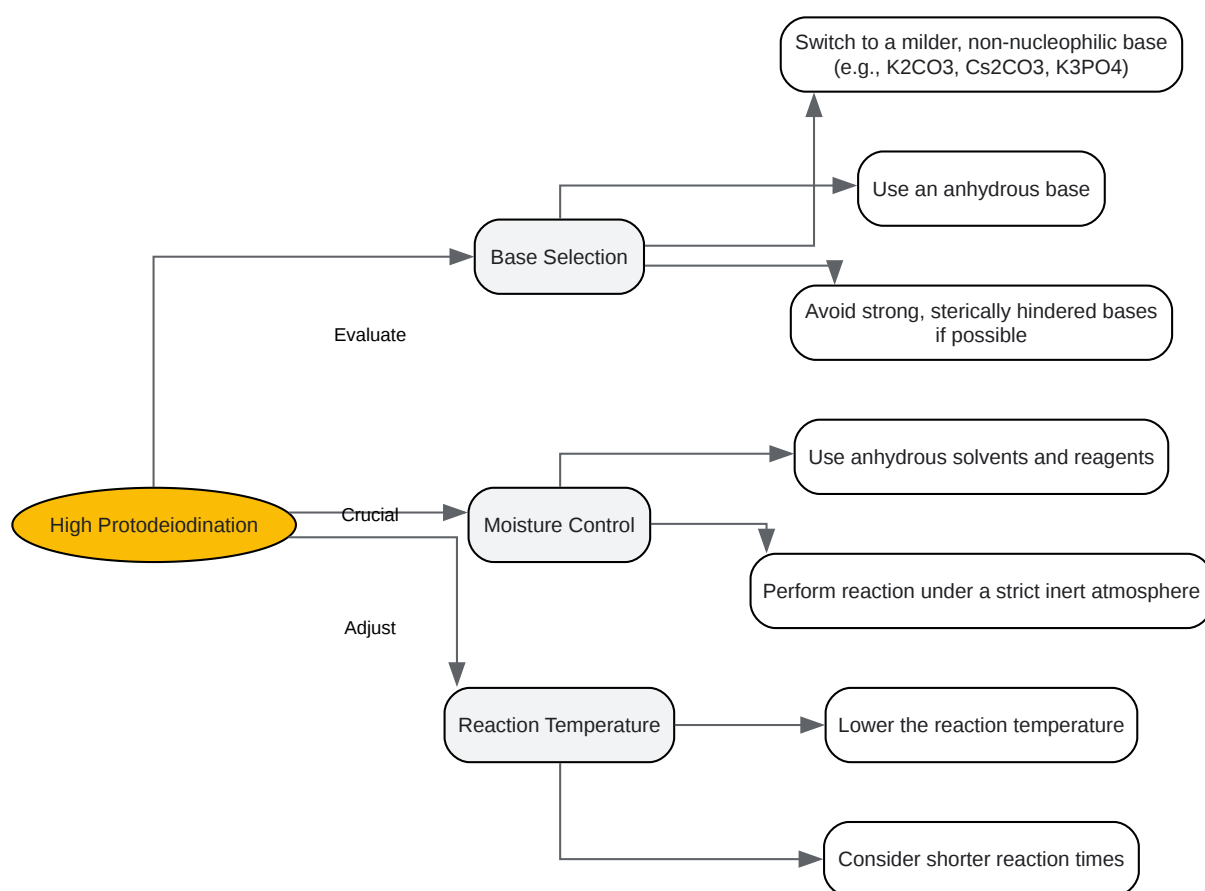 Switch to a milder, non-nucleophilic base
(e.g., K2CO3, Cs2CO3, K3PO4)
Use an anhydrous base
Base Selection
Avoid strong, sterically hindered bases
if possible
Evaluate
Use anhydrous solvents and reagents
High Protodeiodination
Crucial
Moisture Control
Perform reaction under a strict inert atmosphere
Adjust
Reaction Temperature
Lower the reaction temperature
Consider shorter reaction times